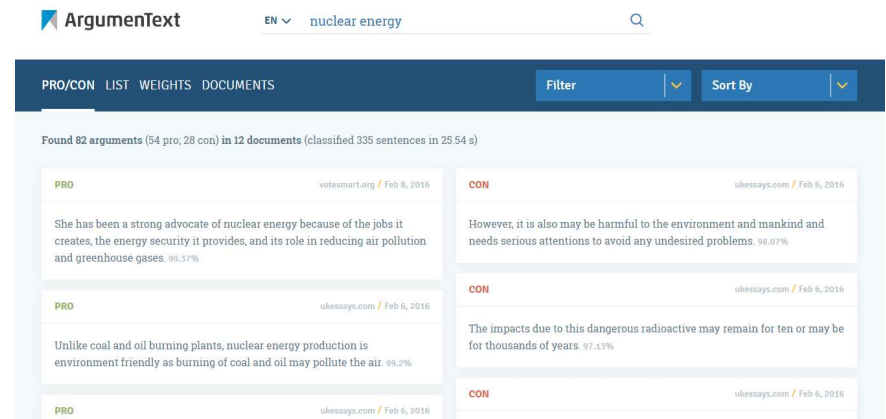 ArgumenText
EN nuclear energy
PRO/CON LIST WEIGHTS DOCUMENTS
Filter
Sort By
Found 82 arguments (54 pro; 28 con) in 12 documents (classified 335 sentences in 25.54 s)
PRO votesmart.org / Feb 8, 2016
She has been a strong advocate of nuclear energy because of the jobs it
creates, the energy security it provides, and its role in reducing air pollution
and greenhouse gases. 99.37%
PRO ukessays.com / Feb 6, 2016
Unlike coal and oil burning plants, nuclear energy production is
environment friendly as burning of coal and oil may pollute the air. 99.2%
PRO ukessays.com / Feb 6, 2016
CON ukessays.com / Feb 6, 2016
However, it is also may be harmful to the environment and mankind and
needs serious attentions to avoid any undesired problems. 98.07%
CON ukessays.com / Feb 6, 2016
The impacts due to this dangerous radioactive may remain for ten or may be
for thousands of years. 97.13%
CON ukessays.com / Feb 6, 2016